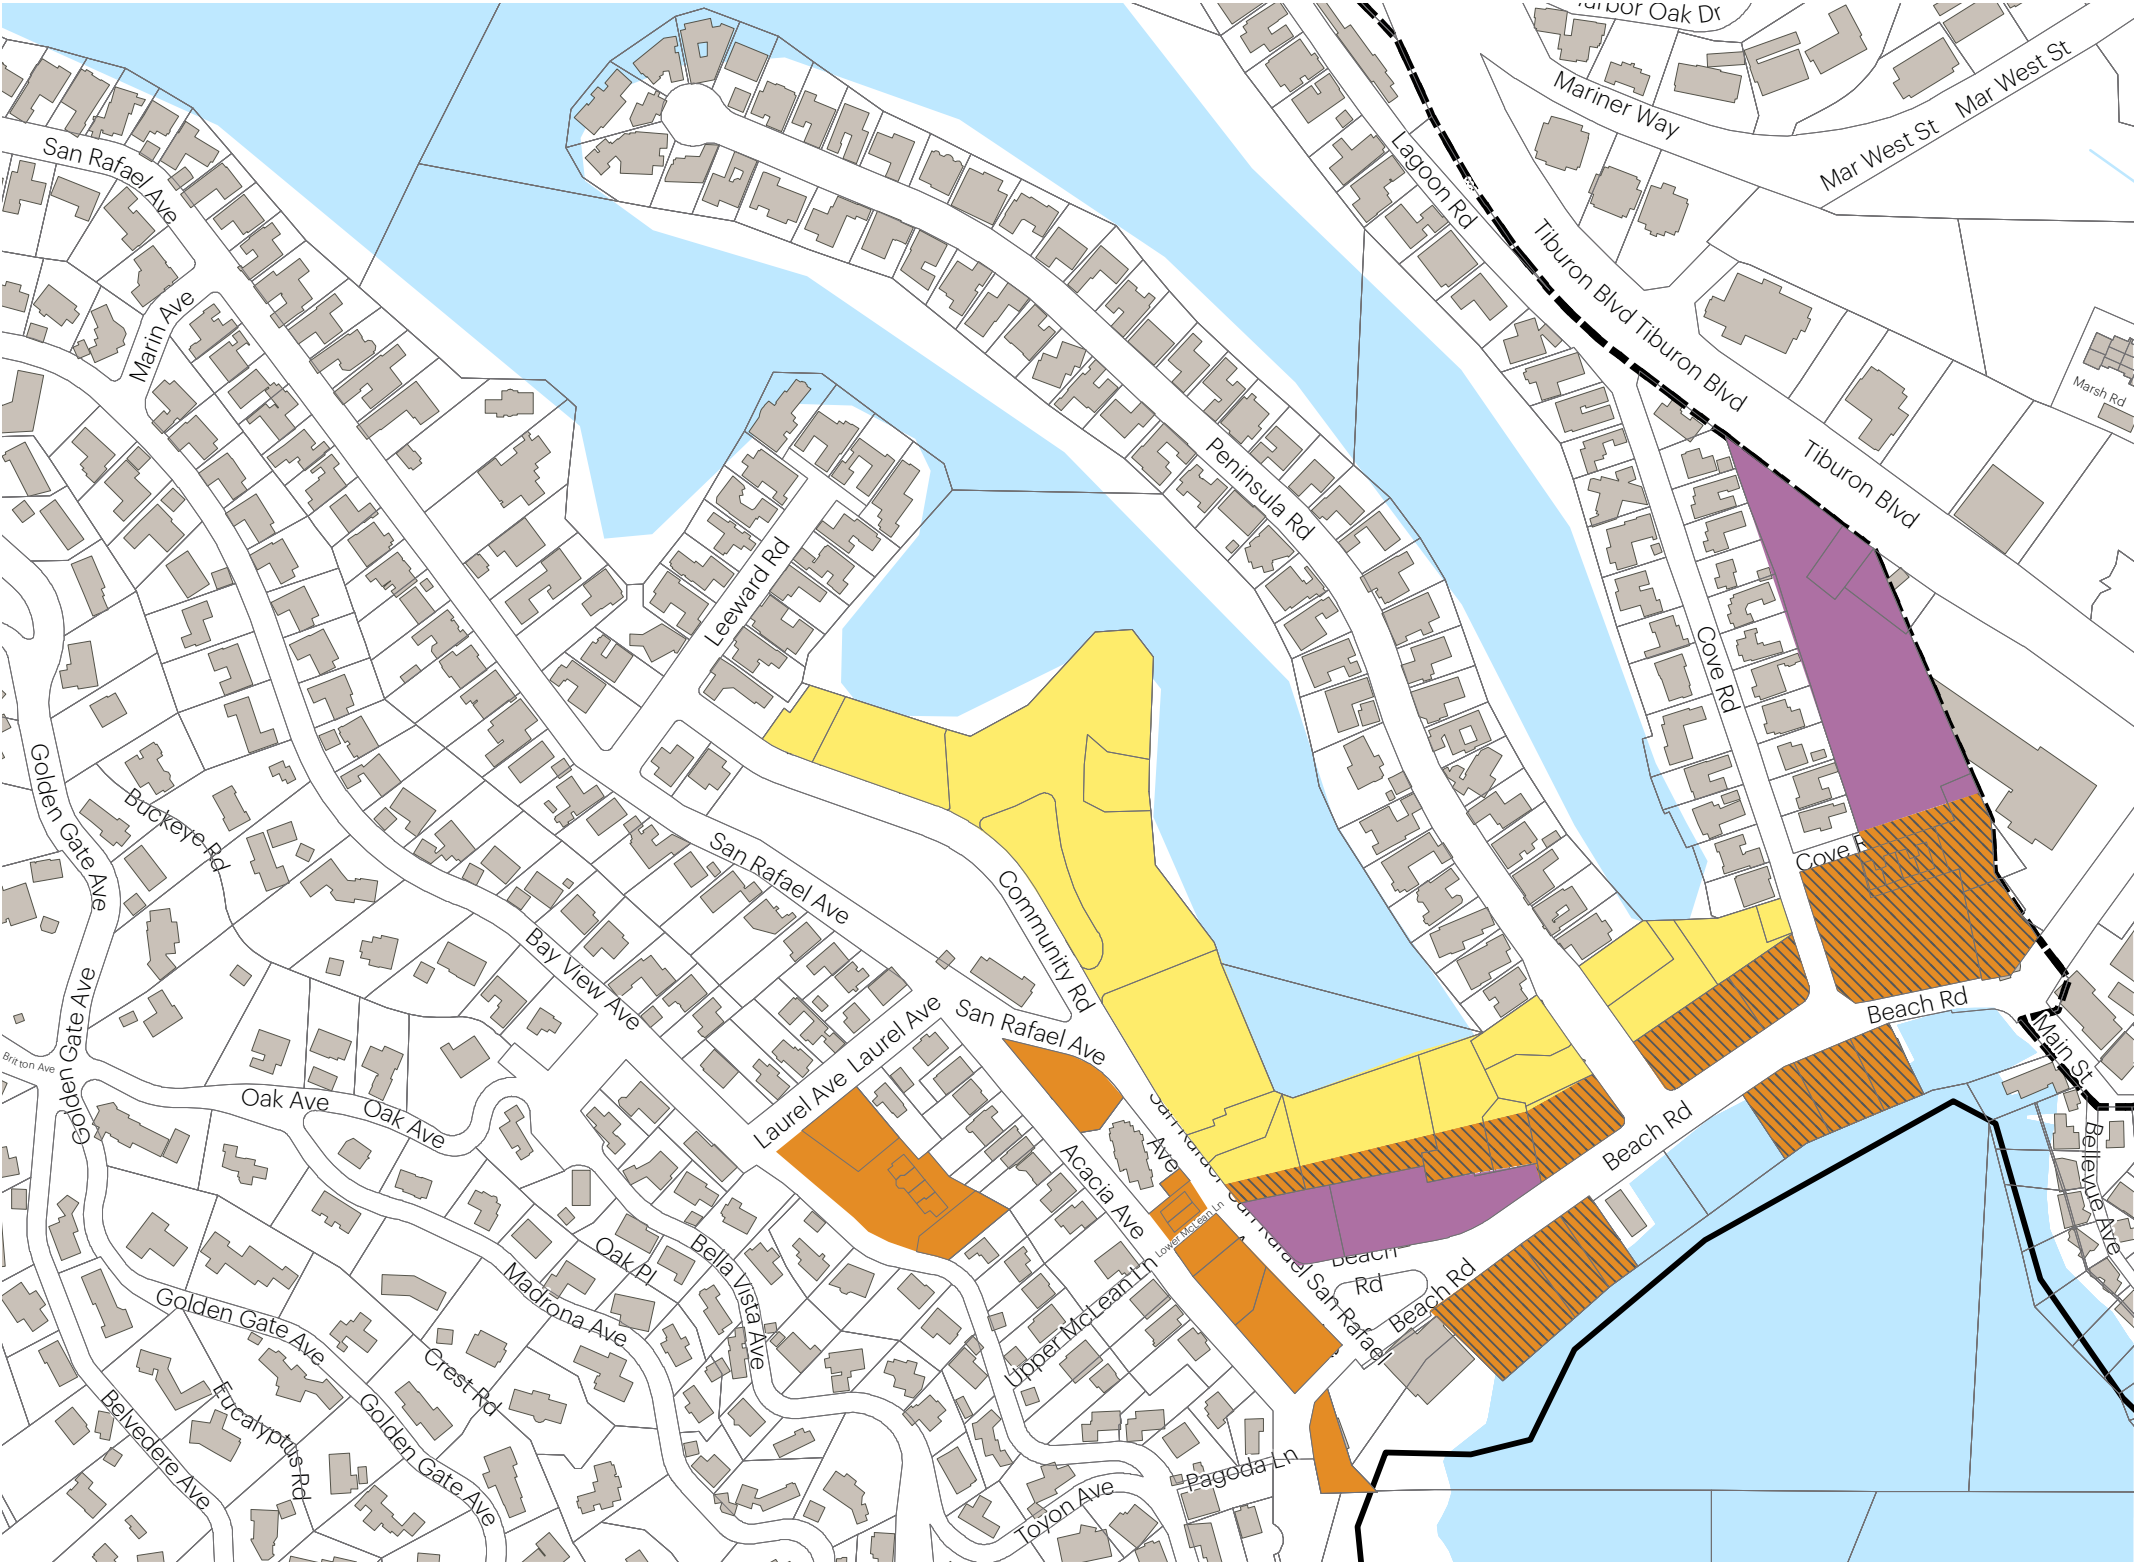 Harbor Oak Dr
Mar West St
Mariner Way
Mar West St
San Rafael Ave
Lagoon Rd
Tiburon Blvd
Tiburon Blvd
Marin Ave
Marsh Rd
Tiburon Blvd
Peninsula Rd
Leeward Rd
Cove Rd
Golden Gate Ave
Buckeye Rd
San Rafael Ave
Cove
Community Rd
Bay View Ave
Laurel Ave
Laurel Ave
San Rafael Ave
Beach Rd
Main St
Golden Gate Ave
Britton Ave
Oak Ave
Oak Ave
Ave
Beach Rd
Bellevue Ave
Acacia Ave
Lower McLean Ln
San Rafael
Beach
Rd
Beach Rd
San Rafael
Oak Pl
Bella Vista Ave
Madrona Ave
Upper McLean Ln
Golden Gate Ave
Crest Rd
Eucalyptus Rd
Golden Gate Ave
Belvedere Ave
Pagoda Ln
Toyon Ave